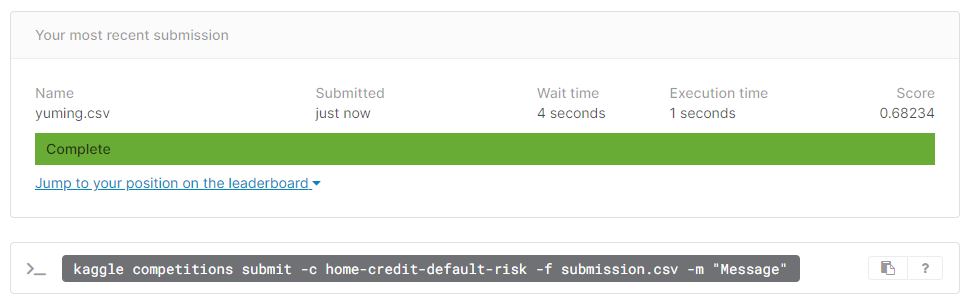 Your most recent submission
Name Submitted Wait time Execution time Score
yuming.csv just now 4 seconds 1 seconds 0.68234
Complete
Jump to your position on the leaderboard
>_ kaggle competitions submit -c home-credit-default-risk -f submission.csv -m "Message" ?